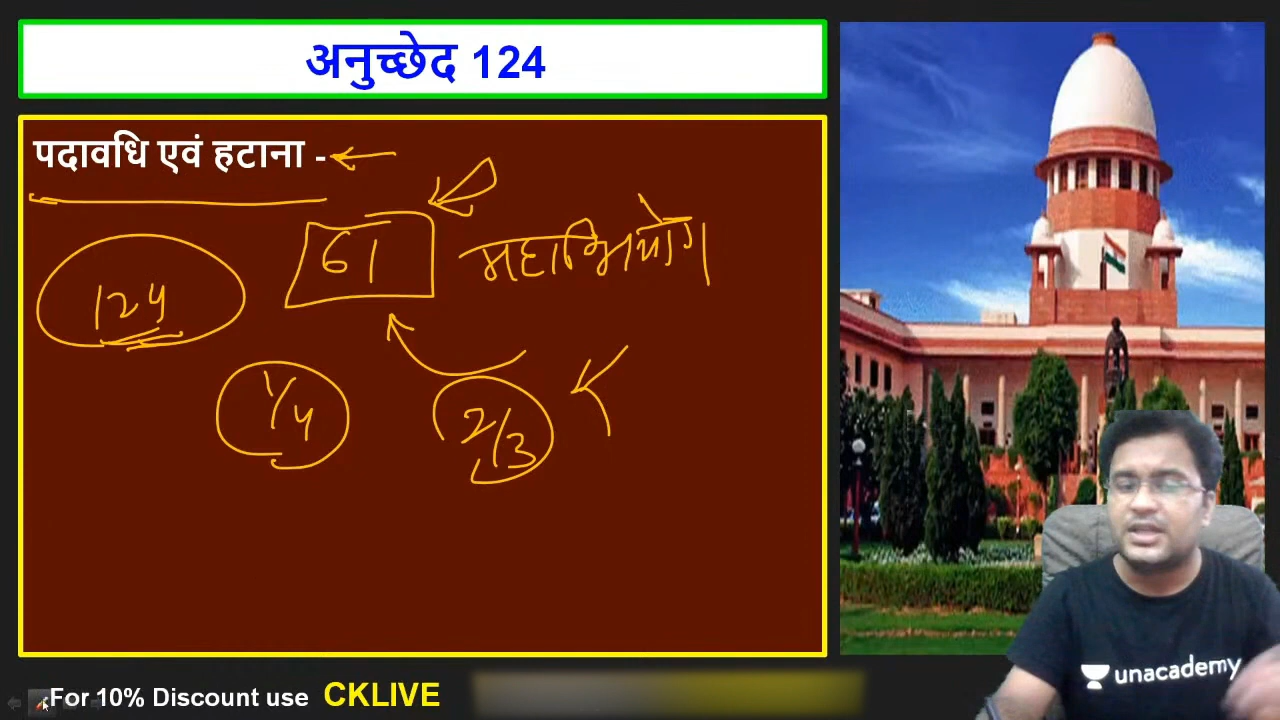 अनुच्छेद 124
पदावधि एवं हटाना -
124
61 महाभियोग
1/4 2/3
unacademy
For 10% Discount use CKLIVE